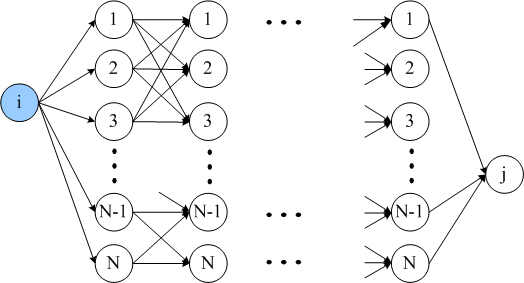 1 1 ... 1
2 2 2
i
3 3 3
j
N-1 N-1 ... N-1
N N ... N